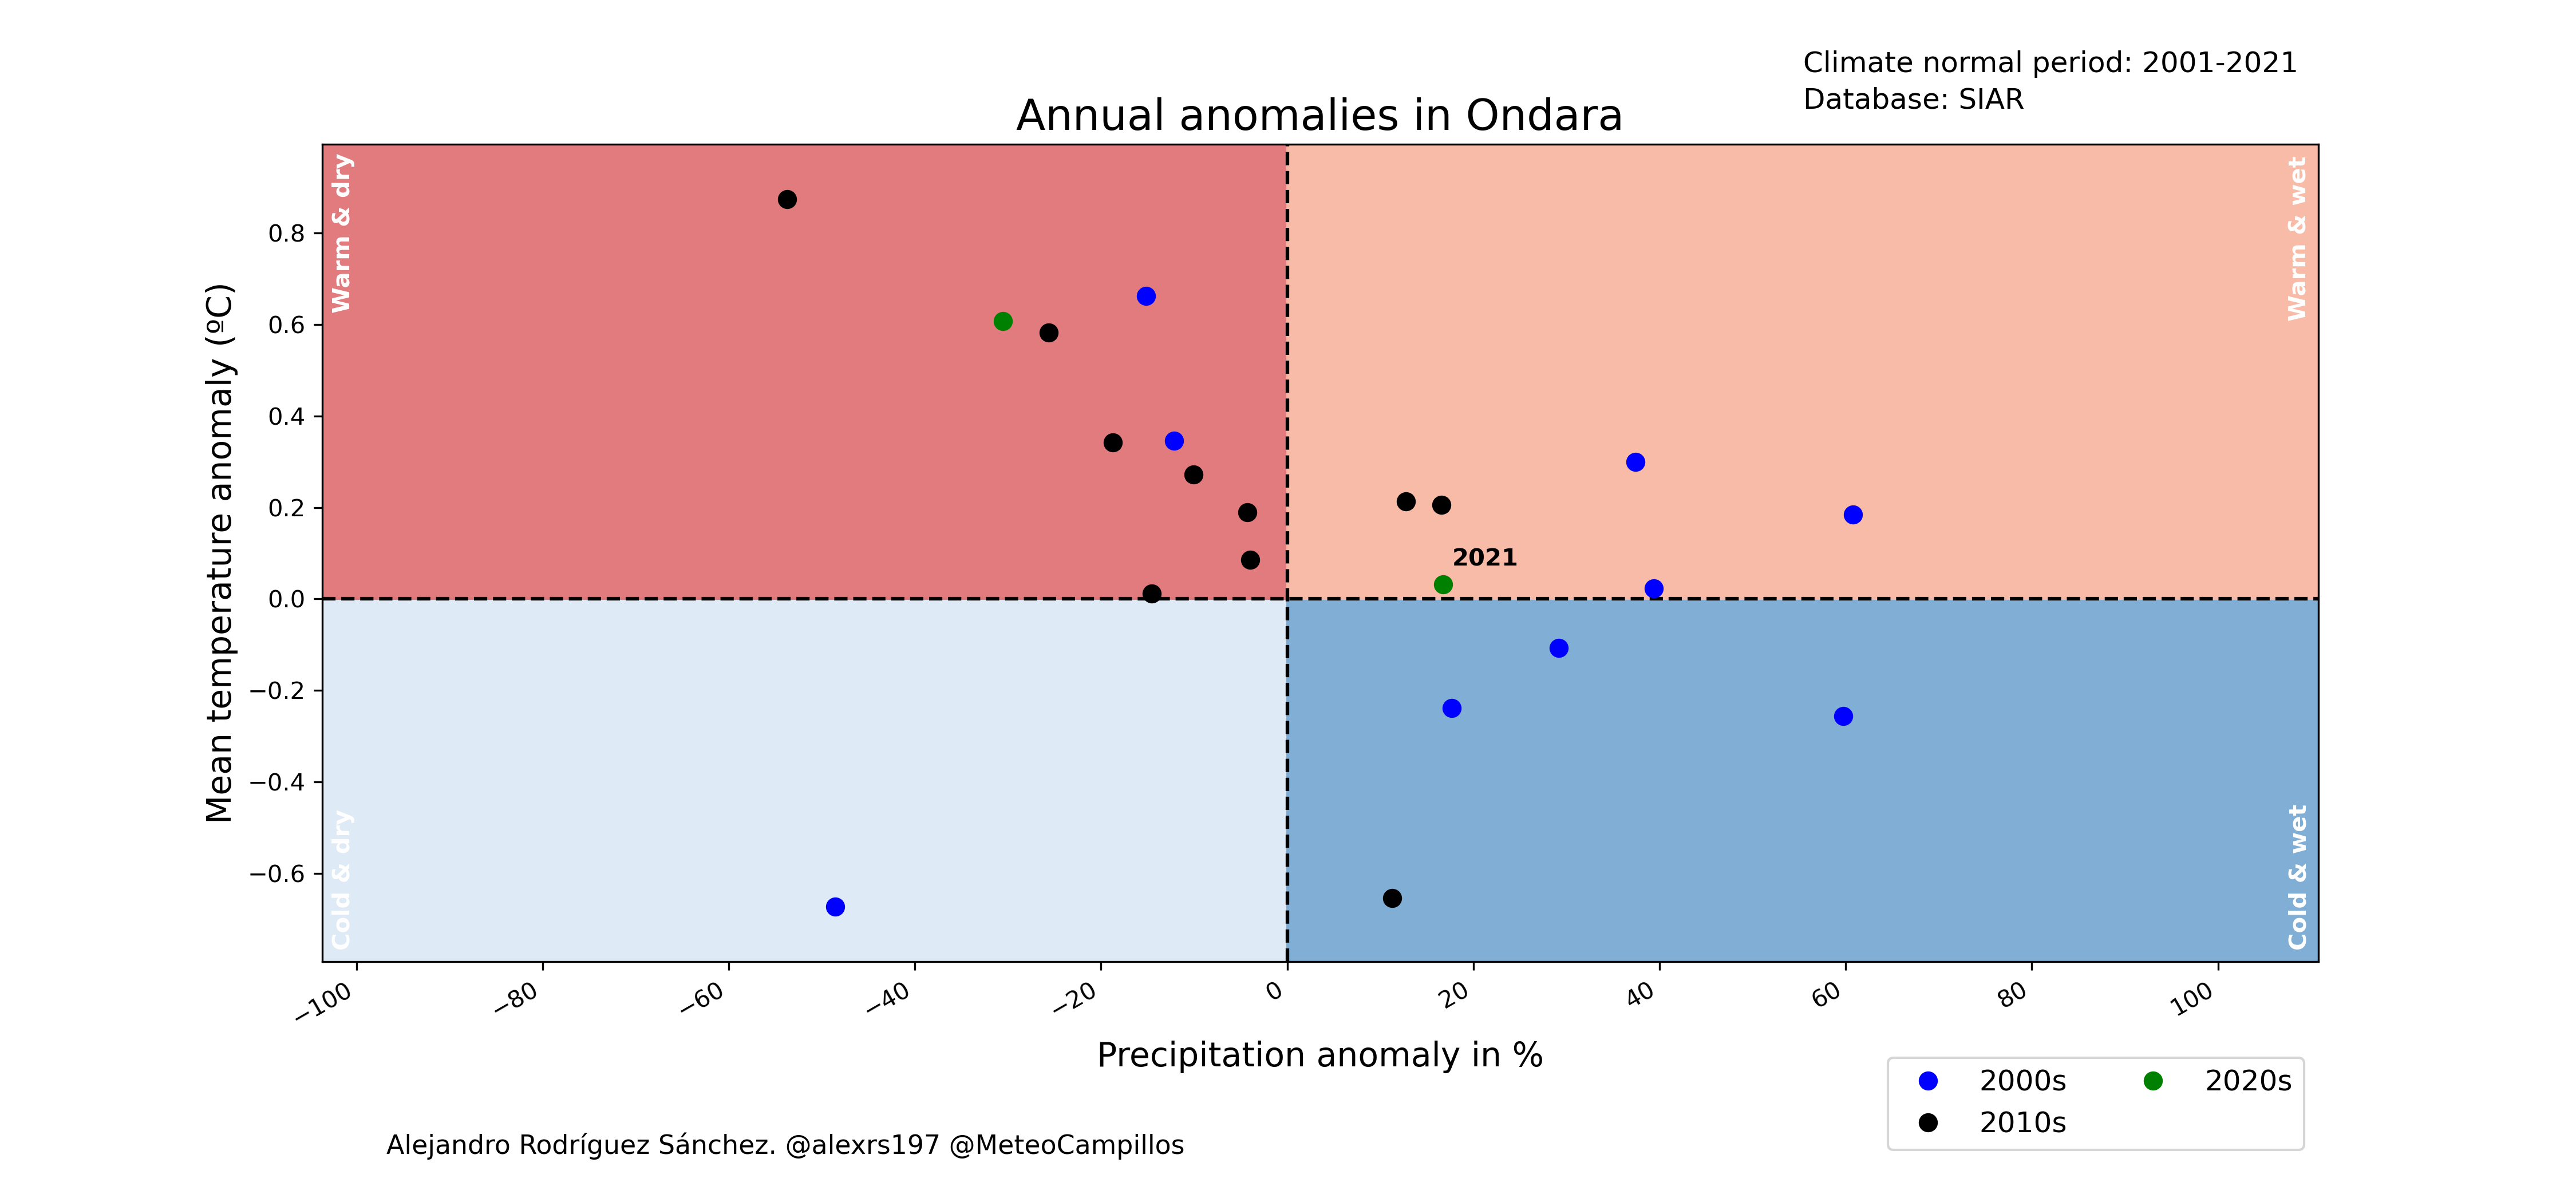 Climate normal period: 2001-2021
Database: SIAR
Annual anomalies in Ondara
Warm & dry
Warm & wet
Mean temperature anomaly (ºC)
0.8
0.6
0.4
0.2
0.0
−0.2
−0.4
−0.6
2021
Cold & dry
Cold & wet
−100
−80
−60
−40
−20
0
20
40
60
80
100
Precipitation anomaly in %
2000s
2010s
2020s
Alejandro Rodríguez Sánchez. @alexrs197 @MeteoCampillos